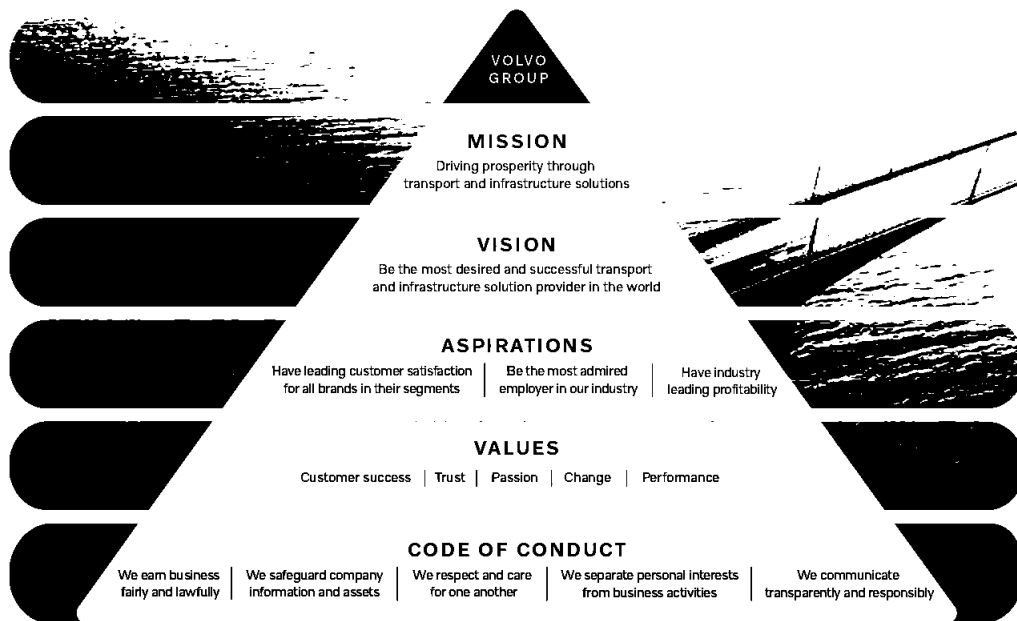 VOLVO
GROUP
MISSION
Driving prosperity through
transport and infrastructure solutions
VISION
Be the most desired and successful transport
and infrastructure solution provider in the world
ASPIRATIONS
Have leading customer satisfaction
for all brands in their segments
Be the most admired
employer in our industry
Have industry
leading profitability
VALUES
Customer success | Trust | Passion | Change | Performance
CODE OF CONDUCT
We earn business
fairly and lawfully
We safeguard company
information and assets
We respect and care
for one another
We separate personal interests
from business activities
We communicate
transparently and responsibly